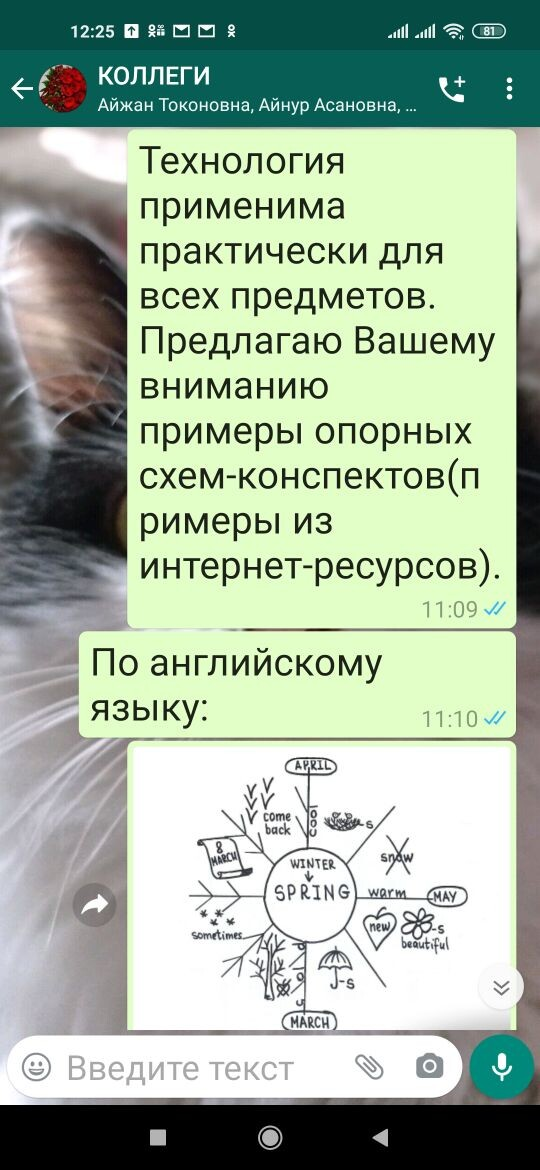 12:25
81
КОЛЛЕГИ
Айжан Токоновна, Айнур Асановна, ...
Технология
применима
практически для
всех предметов.
Предлагаю Вашему
вниманию
примеры опорных
схем-конспектов(п
римеры из
интернет-ресурсов).
11:09
По английскому
языку:
11:10
APRIL
come
back
cool
-s
8
MARCH
snow
WINTER
SPRING
warm
MAY
sometimes
new
-s
beautiful
-s
MARCH
Введите текст